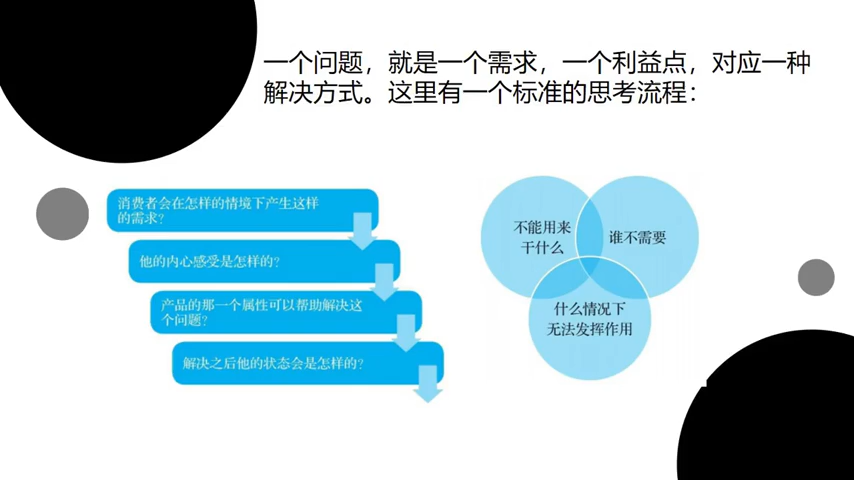 一个问题，就是一个需求，一个利益点，对应一种
解决方式。这里有一个标准的思考流程：
消费者会在怎样的情境下产生这样
的需求？
他的内心感受是怎样的？
产品的那一个属性可以帮助解决这
个问题？
解决之后他的状态会是怎样的？
不能用来
干什么
谁不需要
什么情况下
无法发挥作用